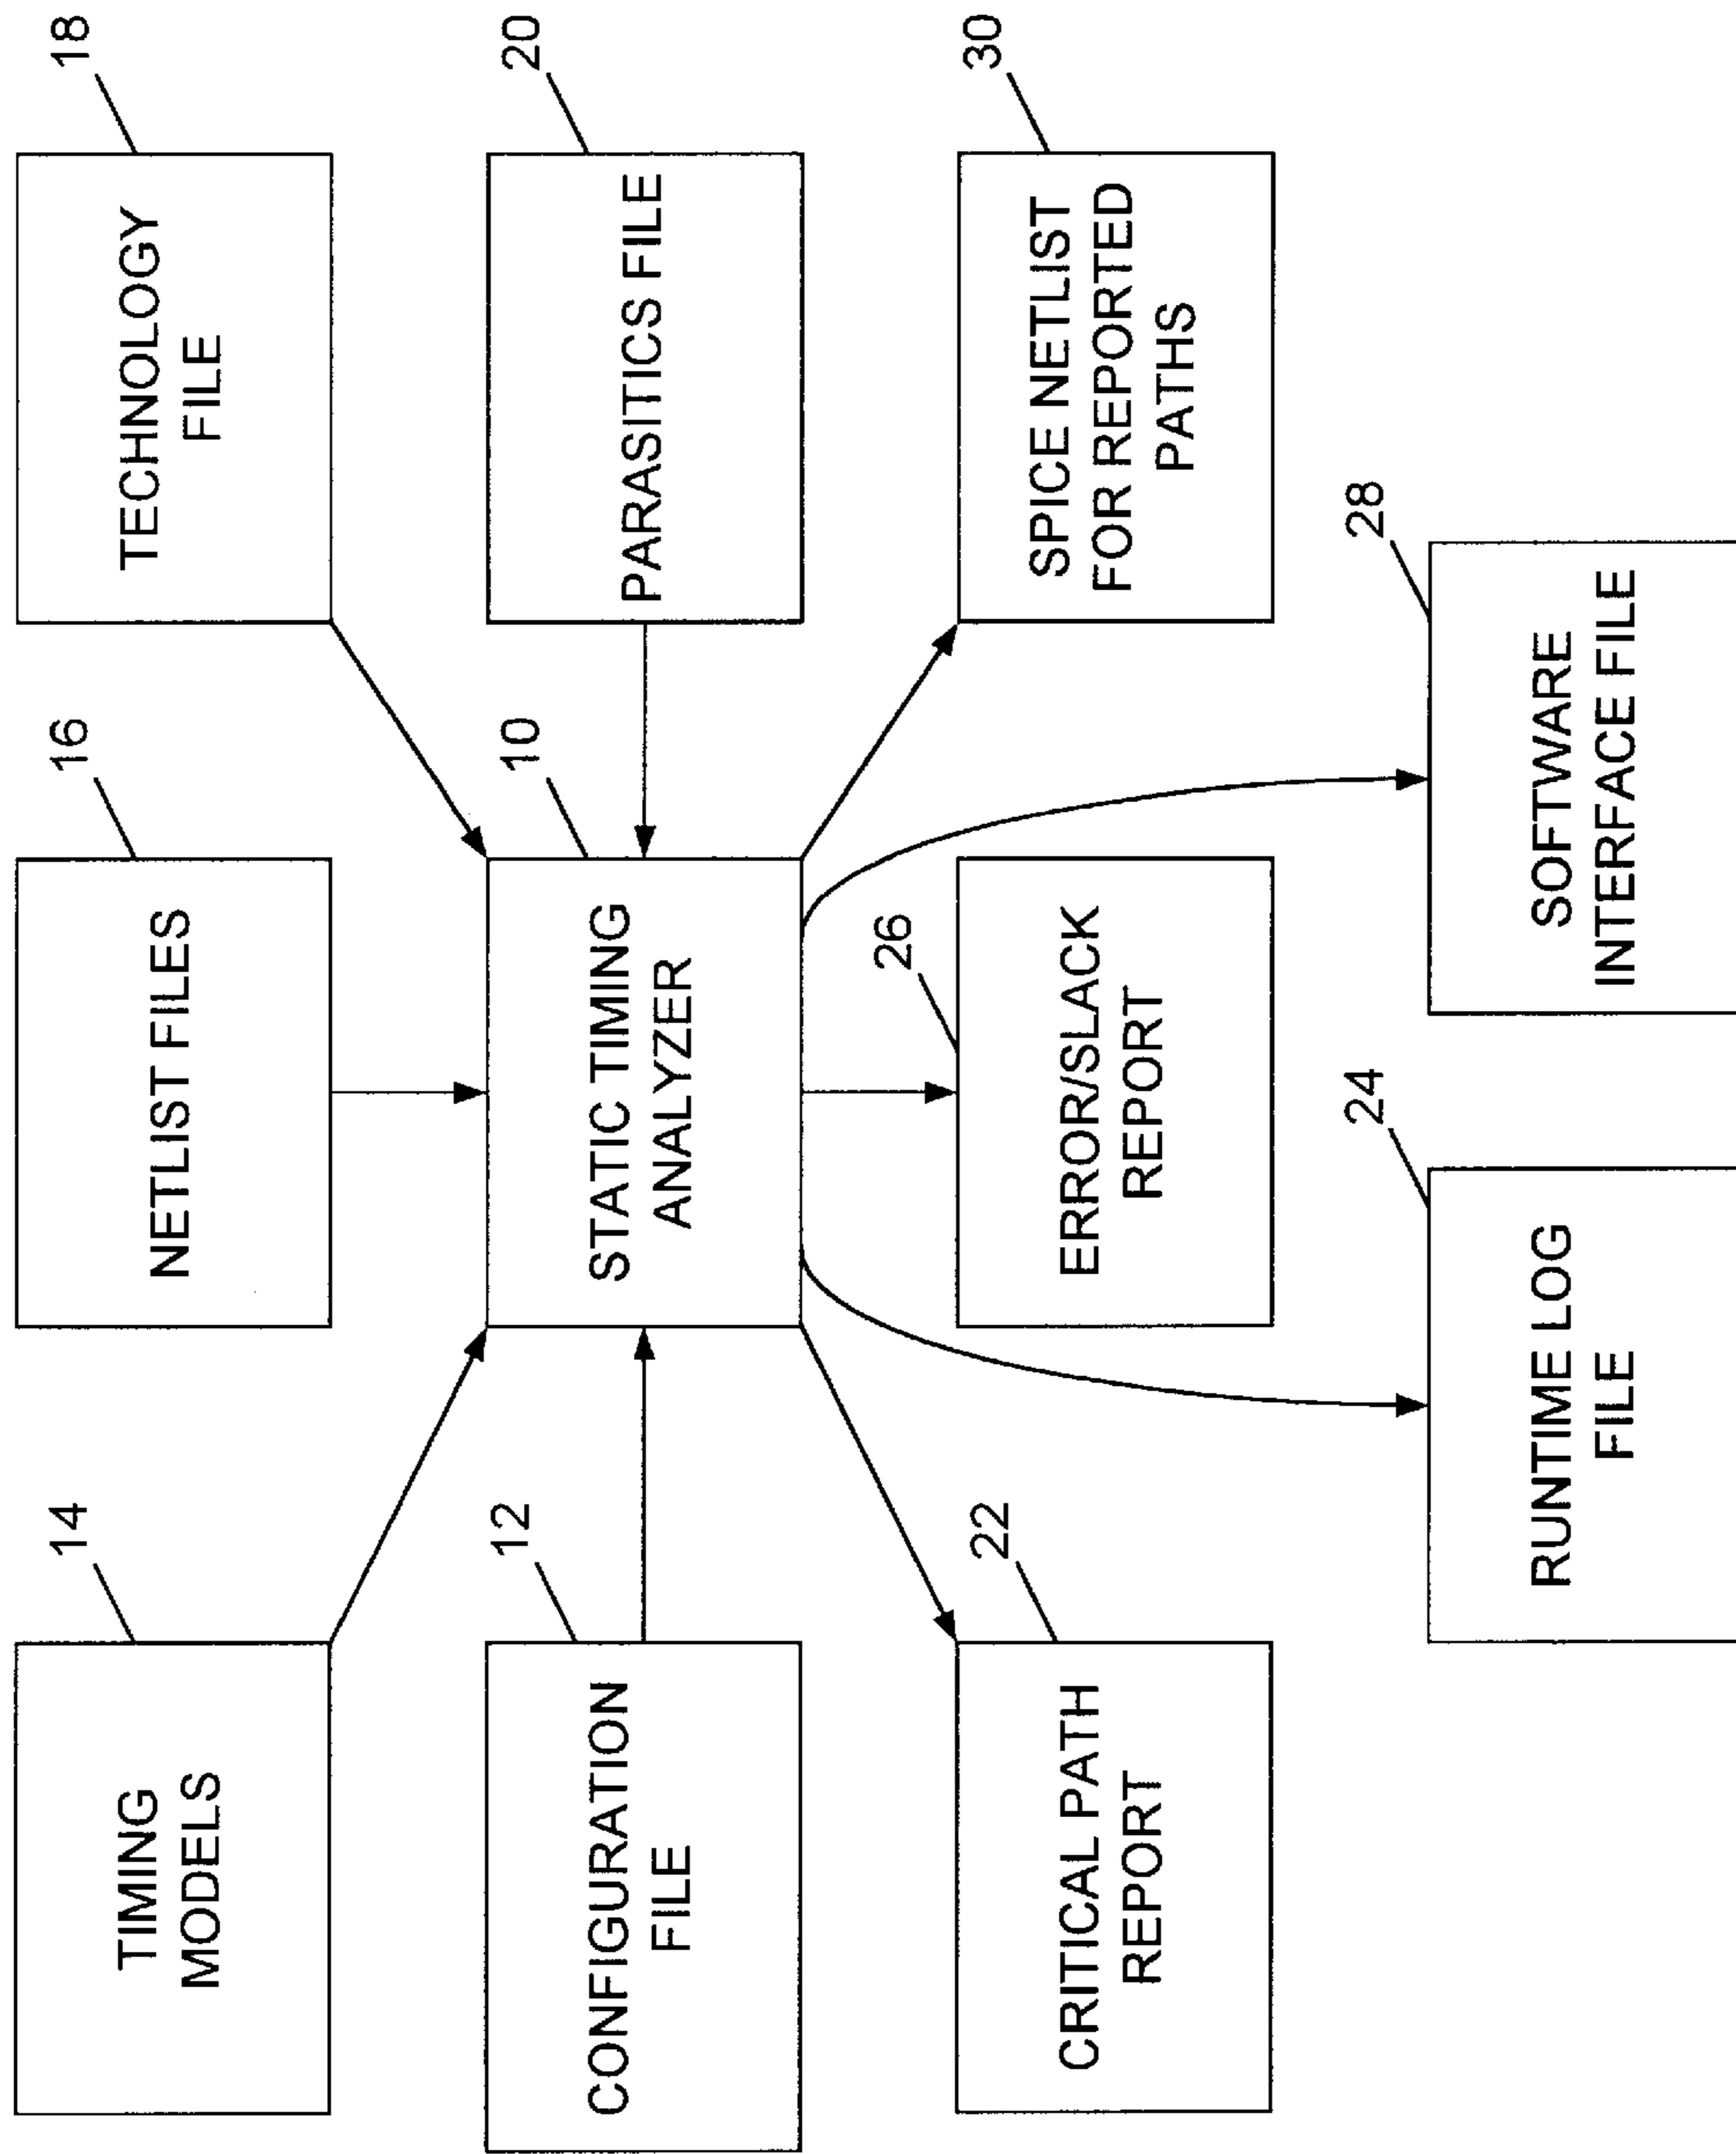 14
TIMING
MODELS
16
NETLIST FILES
18
TECHNOLOGY
FILE
12
CONFIGURATION
FILE
10
STATIC TIMING
ANALYZER
20
PARASITICS FILE
22
CRITICAL PATH
REPORT
26
ERROR/SLACK
REPORT
30
SPICE NETLIST
FOR REPORTED
PATHS
24
RUNTIME LOG
FILE
28
SOFTWARE
INTERFACE FILE